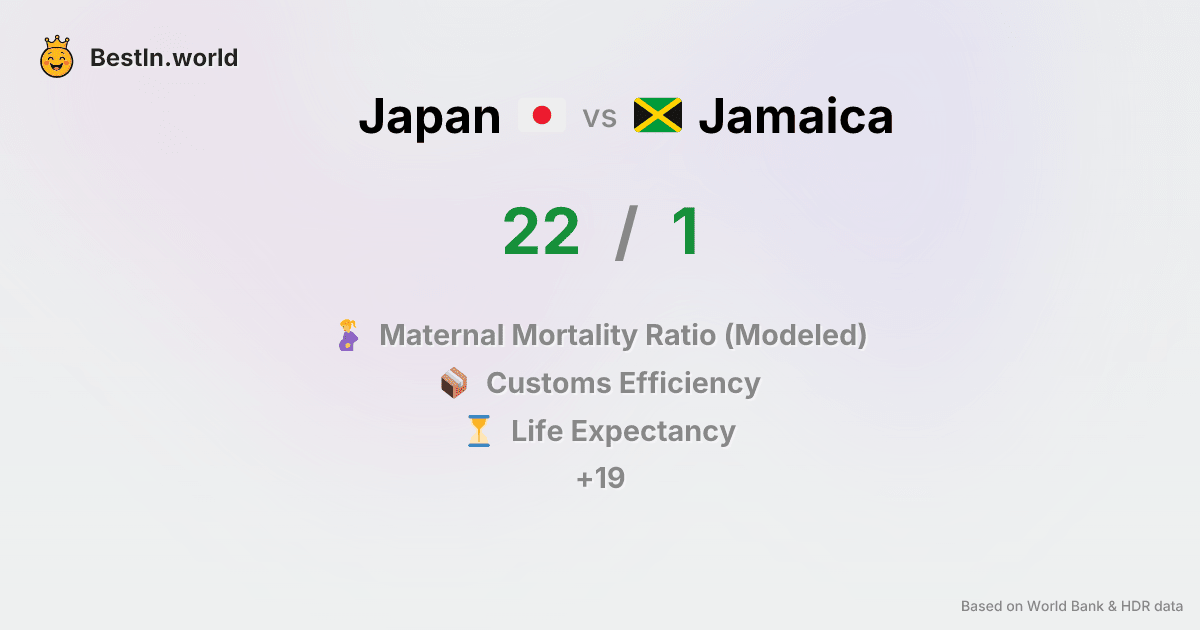 BestIn.world
Japan vs Jamaica
22 / 1
Maternal Mortality Ratio (Modeled)
Customs Efficiency
Life Expectancy
+19
Based on World Bank & HDR data